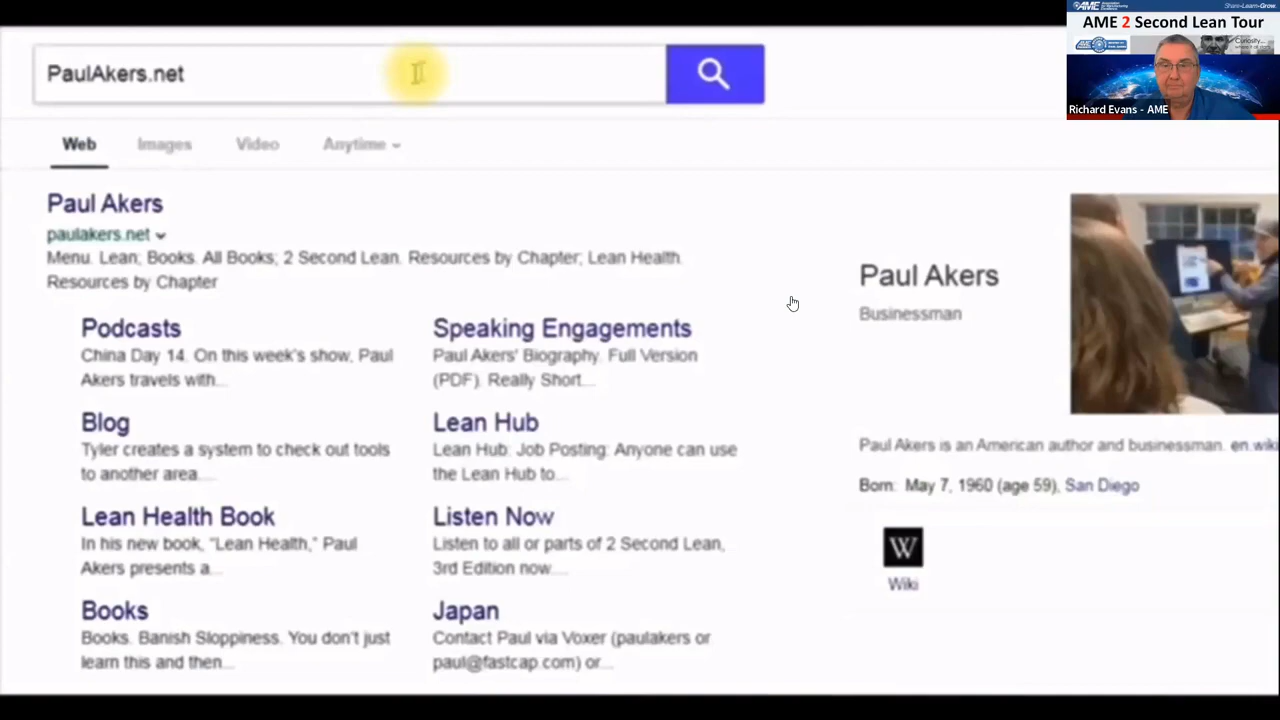 PaulAkers.net
Web Images Video Anytime
Paul Akers
paulakers.net
Menu. Lean; Books. All Books; 2 Second Lean. Resources by Chapter; Lean Health.
Resources by Chapter
Podcasts
China Day 14. On this week's show, Paul
Akers travels with...
Speaking Engagements
Paul Akers' Biography. Full Version
(PDF). Really Short...
Blog
Tyler creates a system to check out tools
to another area....
Lean Hub
Lean Hub: Job Posting: Anyone can use
the Lean Hub to...
Lean Health Book
In his new book, "Lean Health," Paul
Akers presents a...
Listen Now
Listen to all or parts of 2 Second Lean,
3rd Edition now....
Books
Books. Banish Sloppiness. You don't just
learn this and then...
Japan
Contact Paul via Voxer (paulakers or
paul@fastcap.com) or...
Paul Akers
Businessman
Paul Akers is an American author and businessman. en.wiki
Born: May 7, 1960 (age 59), San Diego
W
Wiki
AME
Share•Learn•Grow.
AME 2 Second Lean Tour
AME
Curiosity...
Richard Evans - AME